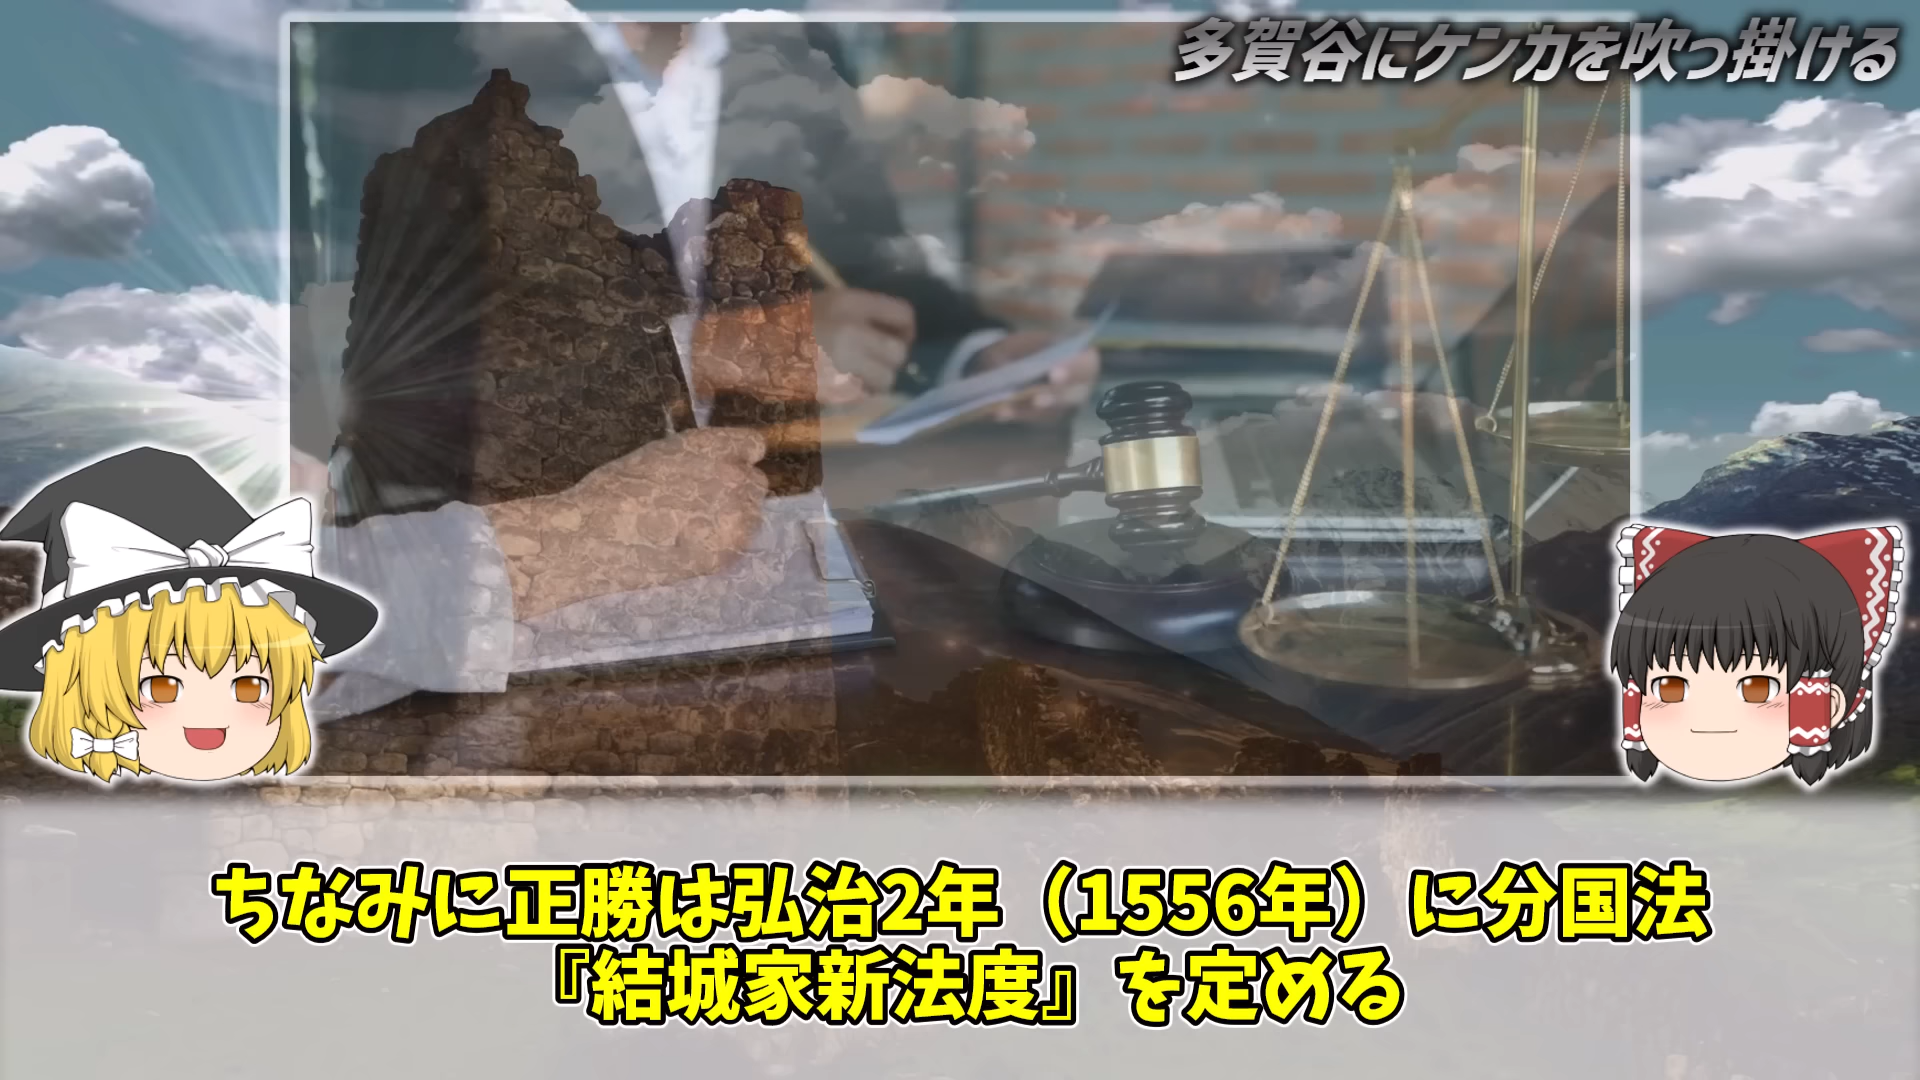 多賀谷にケンカを吹っ掛ける
ちなみに正勝は弘治2年（1556年）に分国法
『結城家新法度』を定める